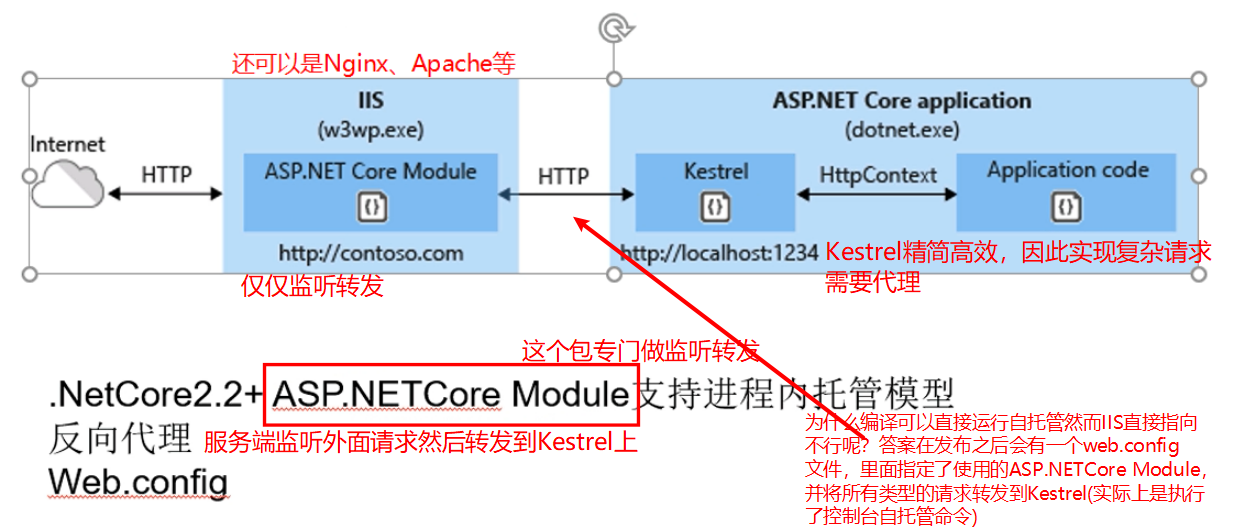 还可以是Nginx、Apache等
IIS
(w3wp.exe)
ASP.NET Core application
(dotnet.exe)
Internet
HTTP
ASP.NET Core Module
HTTP
Kestrel
HttpContext
Application code
http://contoso.com
http://localhost:1234
Kestrel精简高效，因此实现复杂请求
需要代理
仅仅监听转发
这个包专门做监听转发
.NetCore2.2+ ASP.NETCore Module支持进程内托管模型
反向代理 服务端监听外面请求然后转发到Kestrel上
Web.config
为什么编译可以直接运行自托管然而IIS直接指向
不行呢？答案在发布之后会有一个web.config
文件，里面指定了使用的ASP.NETCore Module，
并将所有类型的请求转发到Kestrel(实际上是执行
了控制台自托管命令)